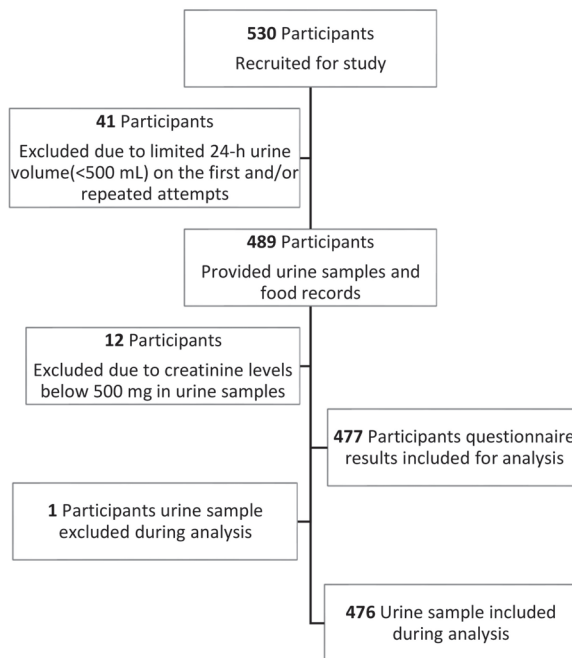 530 Participants
Recruited for study
41 Participants
Excluded due to limited 24-h urine
volume(<500 mL) on the first and/or
repeated attempts
489 Participants
Provided urine samples and
food records
12 Participants
Excluded due to creatinine levels
below 500 mg in urine samples
477 Participants questionnaire
results included for analysis
1 Participants urine sample
excluded during analysis
476 Urine sample included
during analysis